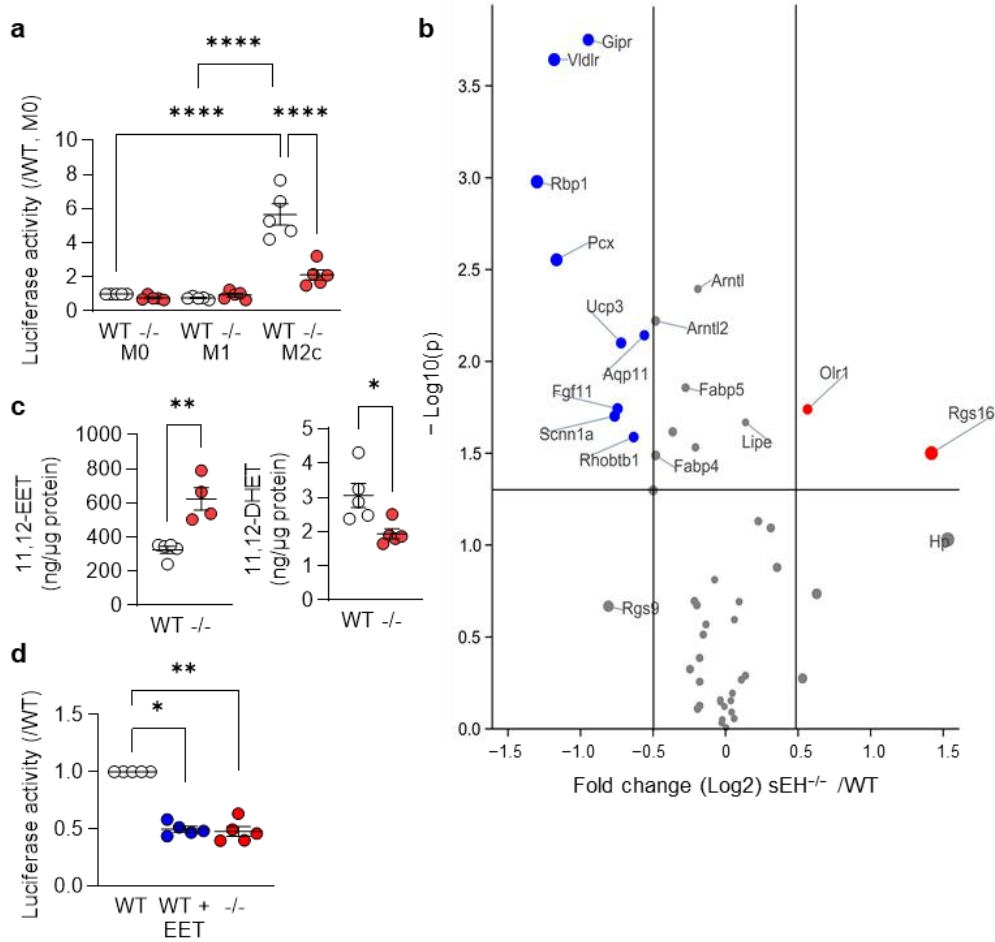 a
****
****
****
Luciferase activity (/WT, M0)
10
8
6
4
2
0
WT -/- WT -/- WT -/-
M0 M1 M2c
b
– Log10(p)
3.5
3.0
2.5
2.0
1.5
1.0
0.5
0.0
Gipr
Vldlr
Rbp1
Pcx
Arntl
Ucp3
Arntl2
Aqp11
Olr1
Fabp5
Fgf11
Rgs16
Scnn1a
Lipe
Rhobtb1
Fabp4
Hp
Rgs9
−1.5 −1.0 −0.5 0 0.5 1.0 1.5
Fold change (Log2) sEH-/- /WT
c
**
11,12-EET
(ng/µg protein)
1000
800
600
400
200
0
WT -/-
*
11,12-DHET
(ng/µg protein)
5
4
3
2
1
0
WT -/-
d
**
*
Luciferase activity (/WT)
1.5
1.0
0.5
0.0
WT WT + -/-
EET